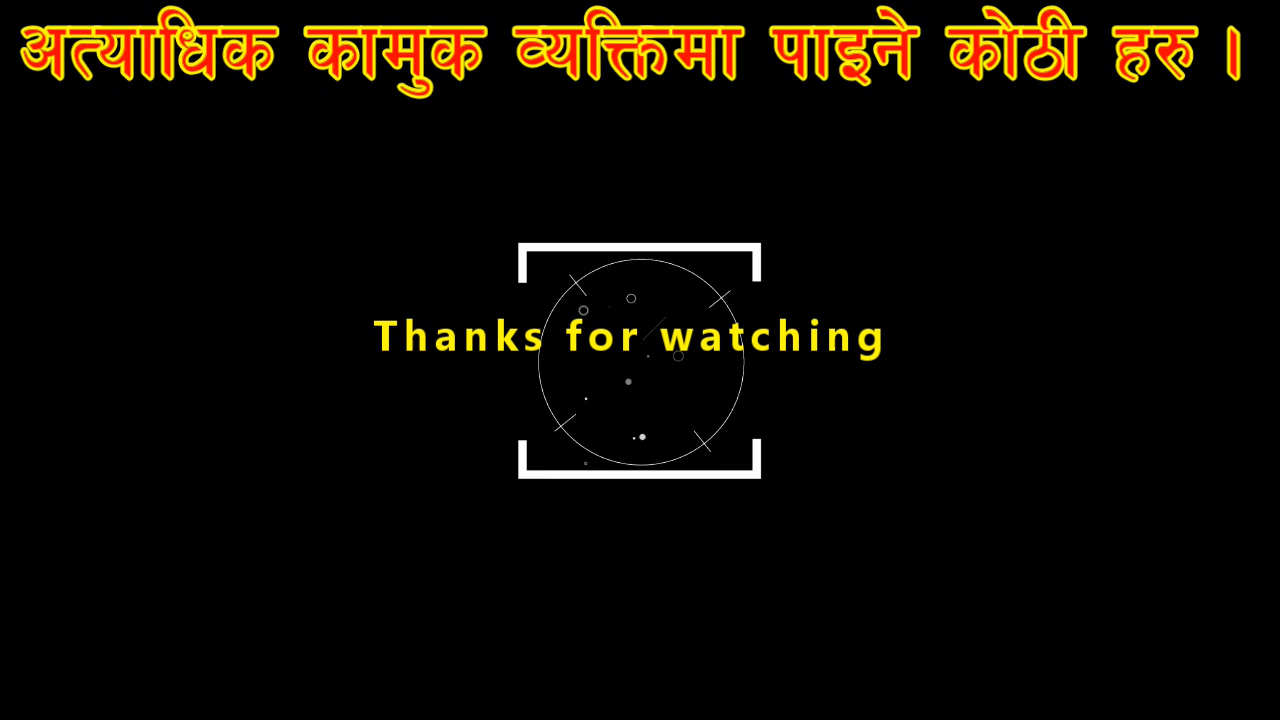 अत्याधिक कामुक व्यक्तिमा पाइने कोठी हरु ।
Thanks for watching